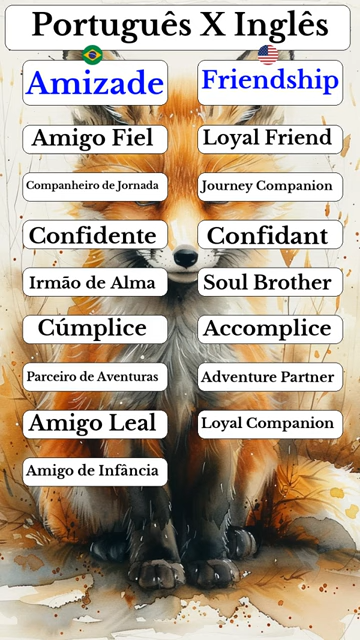 Português X Inglês
Amizade
Friendship
Amigo Fiel
Loyal Friend
Companheiro de Jornada
Journey Companion
Confidente
Confidant
Irmão de Alma
Soul Brother
Cúmplice
Accomplice
Parceiro de Aventuras
Adventure Partner
Amigo Leal
Loyal Companion
Amigo de Infância